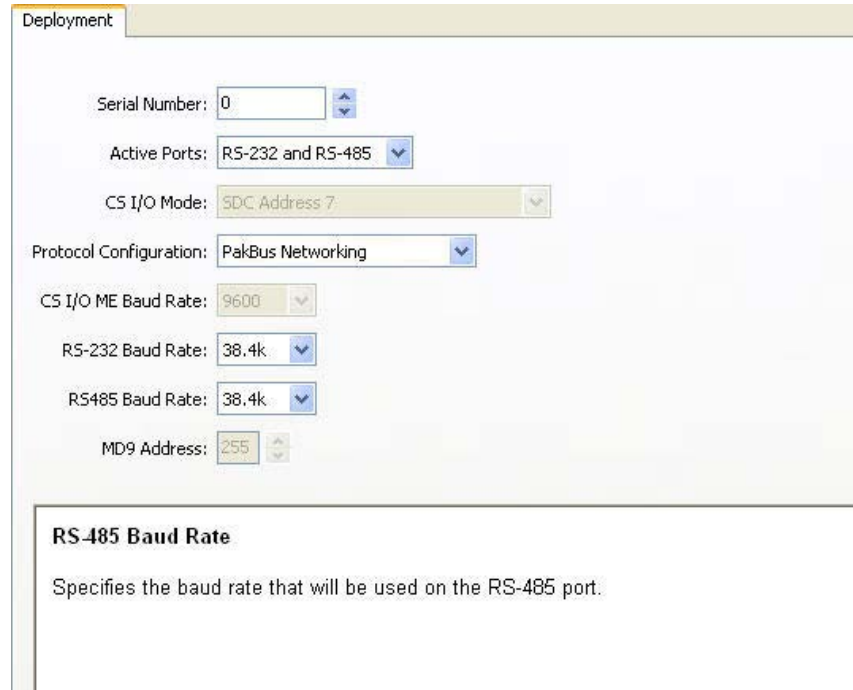 Deployment
Serial Number: 0
Active Ports: RS-232 and RS-485
CS I/O Mode: SDC Address 7
Protocol Configuration: PakBus Networking
CS I/O ME Baud Rate: 9600
RS-232 Baud Rate: 38.4k
RS485 Baud Rate: 38.4k
MD9 Address: 255
RS-485 Baud Rate
Specifies the baud rate that will be used on the RS-485 port.